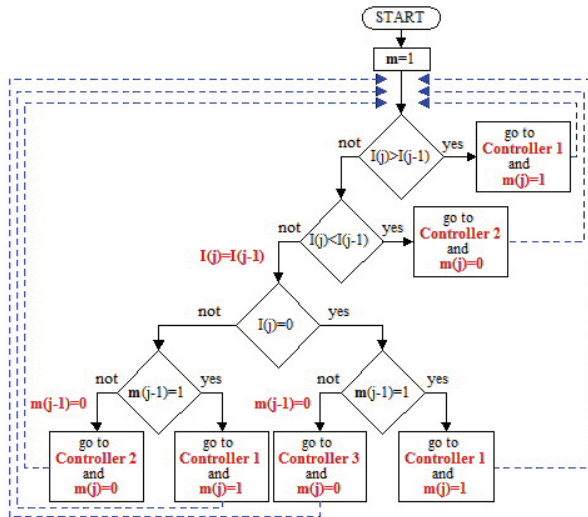 START
m=1
not
yes
I(j)>I(j-1)
go to
Controller 1
and
m(j)=1
not
yes
I(j)<I(j-1)
go to
Controller 2
and
m(j)=0
I(j)=I(j-1)
not
yes
I(j)=0
not
m(j-1)=1
yes
not
m(j-1)=1
yes
m(j-1)=0
m(j-1)=0
go to
Controller 2
and
m(j)=0
go to
Controller 1
and
m(j)=1
go to
Controller 3
and
m(j)=0
go to
Controller 1
and
m(j)=1